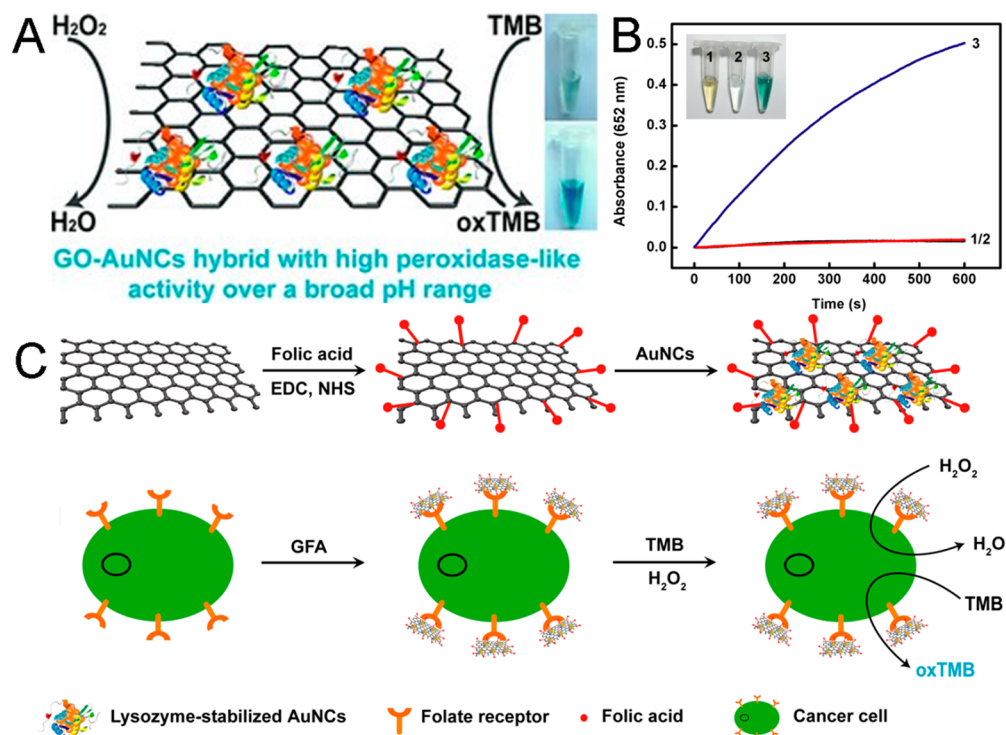 A
H₂O₂
TMB
H₂O
oxTMB
GO-AuNCs hybrid with high peroxidase-like
activity over a broad pH range
B
Absorbance (652 nm)
0.5
0.4
0.3
0.2
0.1
0.0
1 2 3
3
1/2
0 100 200 300 400 500 600
Time (s)
C
Folic acid
EDC, NHS
AuNCs
GFA
TMB
H₂O₂
H₂O₂
H₂O
TMB
oxTMB
Lysozyme-stabilized AuNCs
Folate receptor
Folic acid
Cancer cell